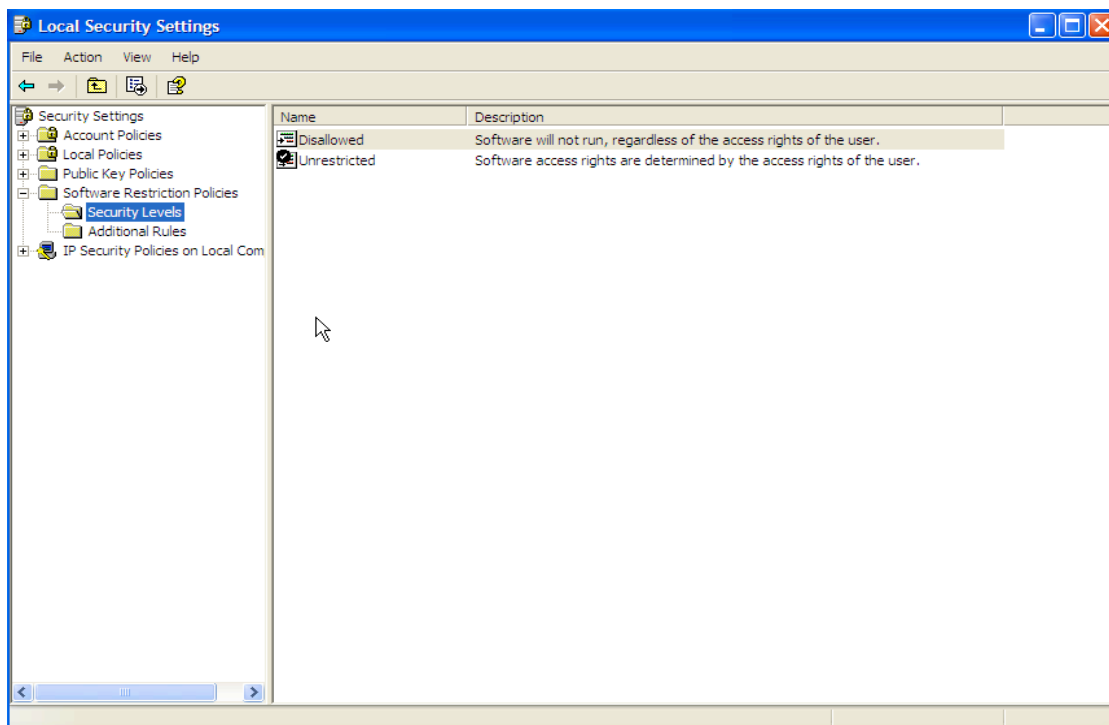 Local Security Settings
File Action View Help
Security Settings
Account Policies
Local Policies
Public Key Policies
Software Restriction Policies
Security Levels
Additional Rules
IP Security Policies on Local Com
Name Description
Disallowed Software will not run, regardless of the access rights of the user.
Unrestricted Software access rights are determined by the access rights of the user.